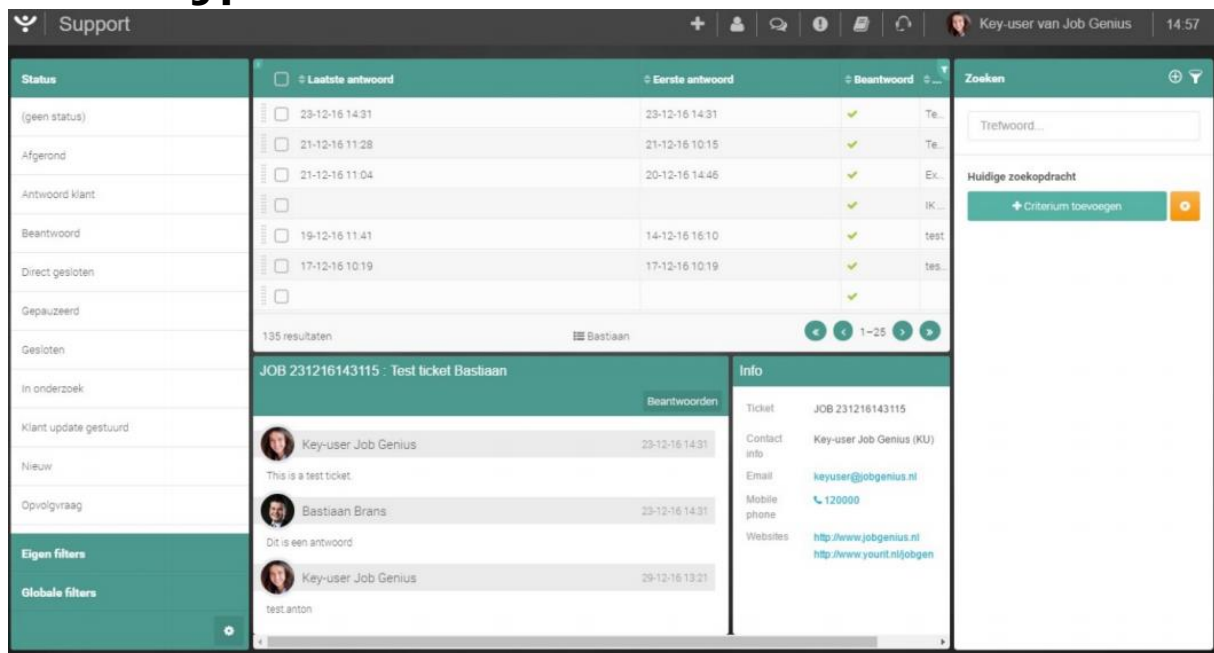 Support
Key-user van Job Genius
14:57
Status
(geen status)
Afgerond
Antwoord klant
Beantwoord
Direct gesloten
Gepauzeerd
Gesloten
In onderzoek
Klant update gestuurd
Nieuw
Opvolgvraag
Eigen filters
Globale filters
Laatste antwoord Eerste antwoord Beantwoord ...
23-12-16 14:31 23-12-16 14:31 Te...
21-12-16 11:28 21-12-16 10:15 Te...
21-12-16 11:04 20-12-16 14:46 Ex...
IK ...
19-12-16 11:41 14-12-16 16:10 test
17-12-16 10:19 17-12-16 10:19 tes...
135 resultaten Bastiaan 1–25
JOB 231216143115 : Test ticket Bastiaan
Beantwoorden
Key-user Job Genius 23-12-16 14:31
This is a test ticket.
Bastiaan Brans 23-12-16 14:31
Dit is een antwoord
Key-user Job Genius 29-12-16 13:21
test anton
Info
Ticket JOB 231216143115
Contact info Key-user Job Genius (KU)
Email keyuser@jobgenius.nl
Mobile phone 120000
Websites http://www.jobgenius.nl
http://www.yourit.nl/jobgen
Zoeken
Trefwoord...
Huidige zoekopdracht
Criterium toevoegen